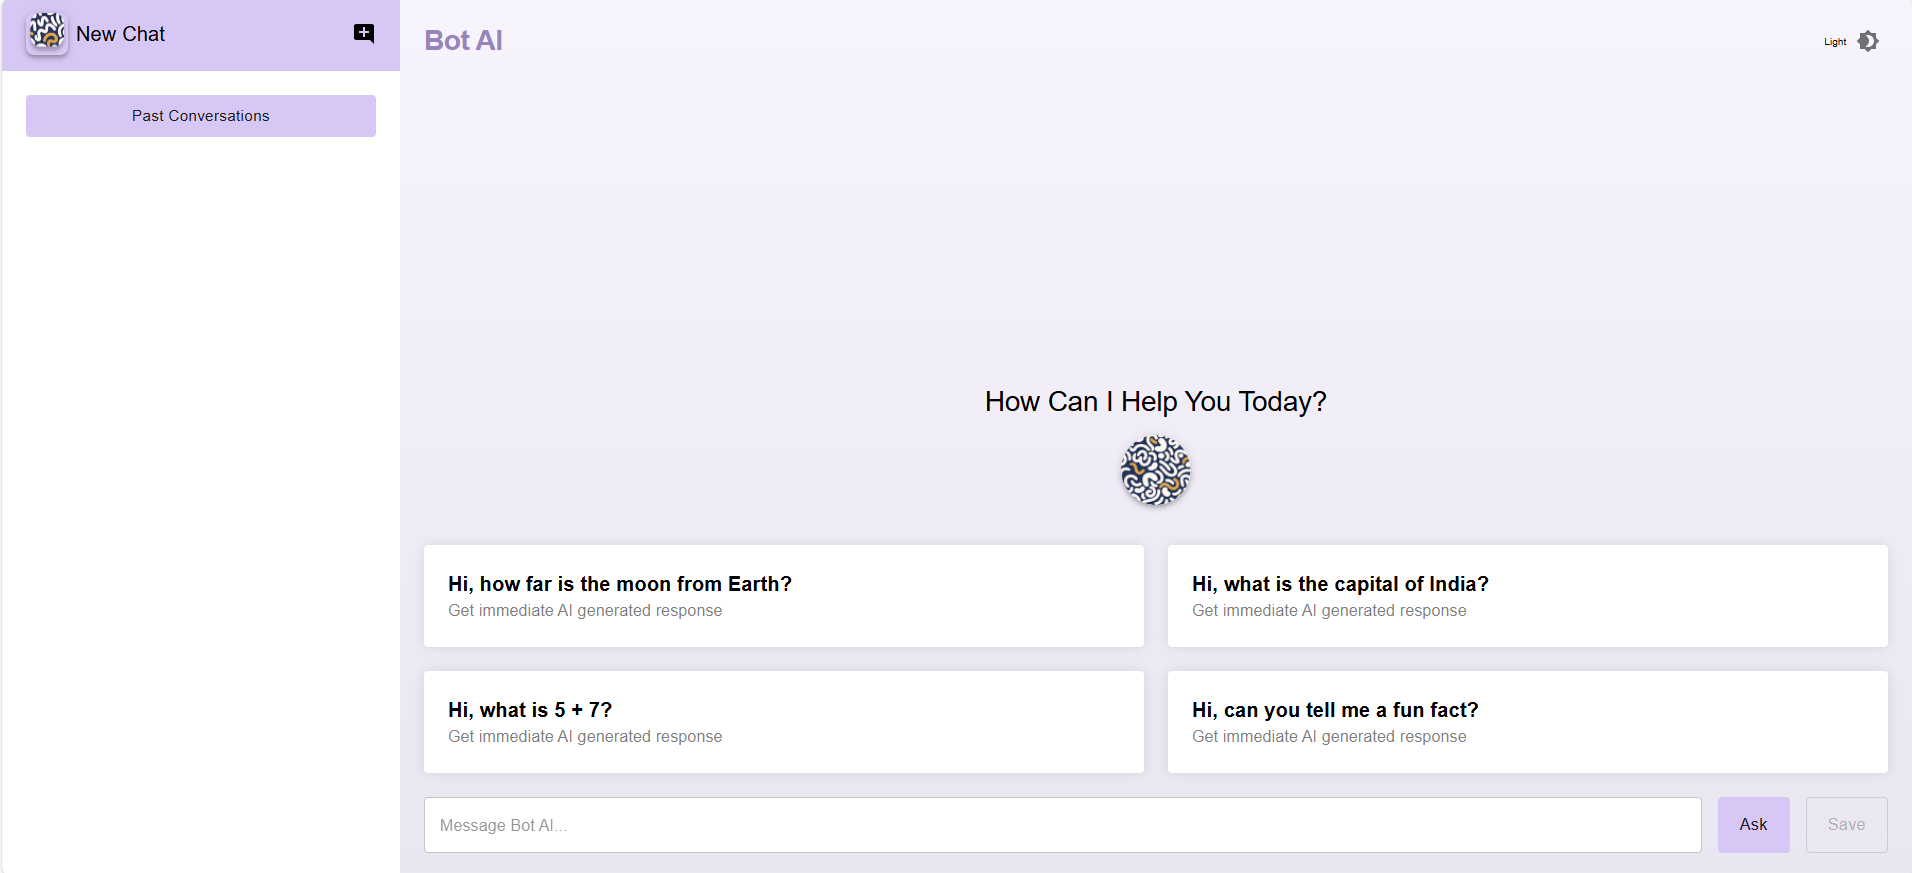 New Chat
Past Conversations
Bot AI
Light
How Can I Help You Today?
Hi, how far is the moon from Earth?
Get immediate AI generated response
Hi, what is the capital of India?
Get immediate AI generated response
Hi, what is 5 + 7?
Get immediate AI generated response
Hi, can you tell me a fun fact?
Get immediate AI generated response
Message Bot AI...
Ask
Save